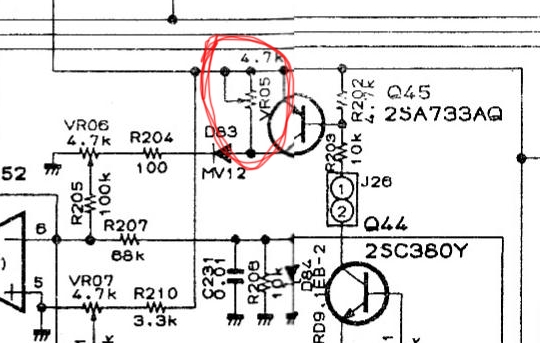 4.7k
VR05
R202
4.7k
Q45
2SA733AQ
VR06
4.7k
R204
100
D83
MV12
R203
10k
J26
1
2
52
R205
100k
6
R207
68k
Q44
2SC380Y
C231
0.01
R208
10k
D84
RD9.1EB-2
5
VR07
4.7k
R210
3.3k